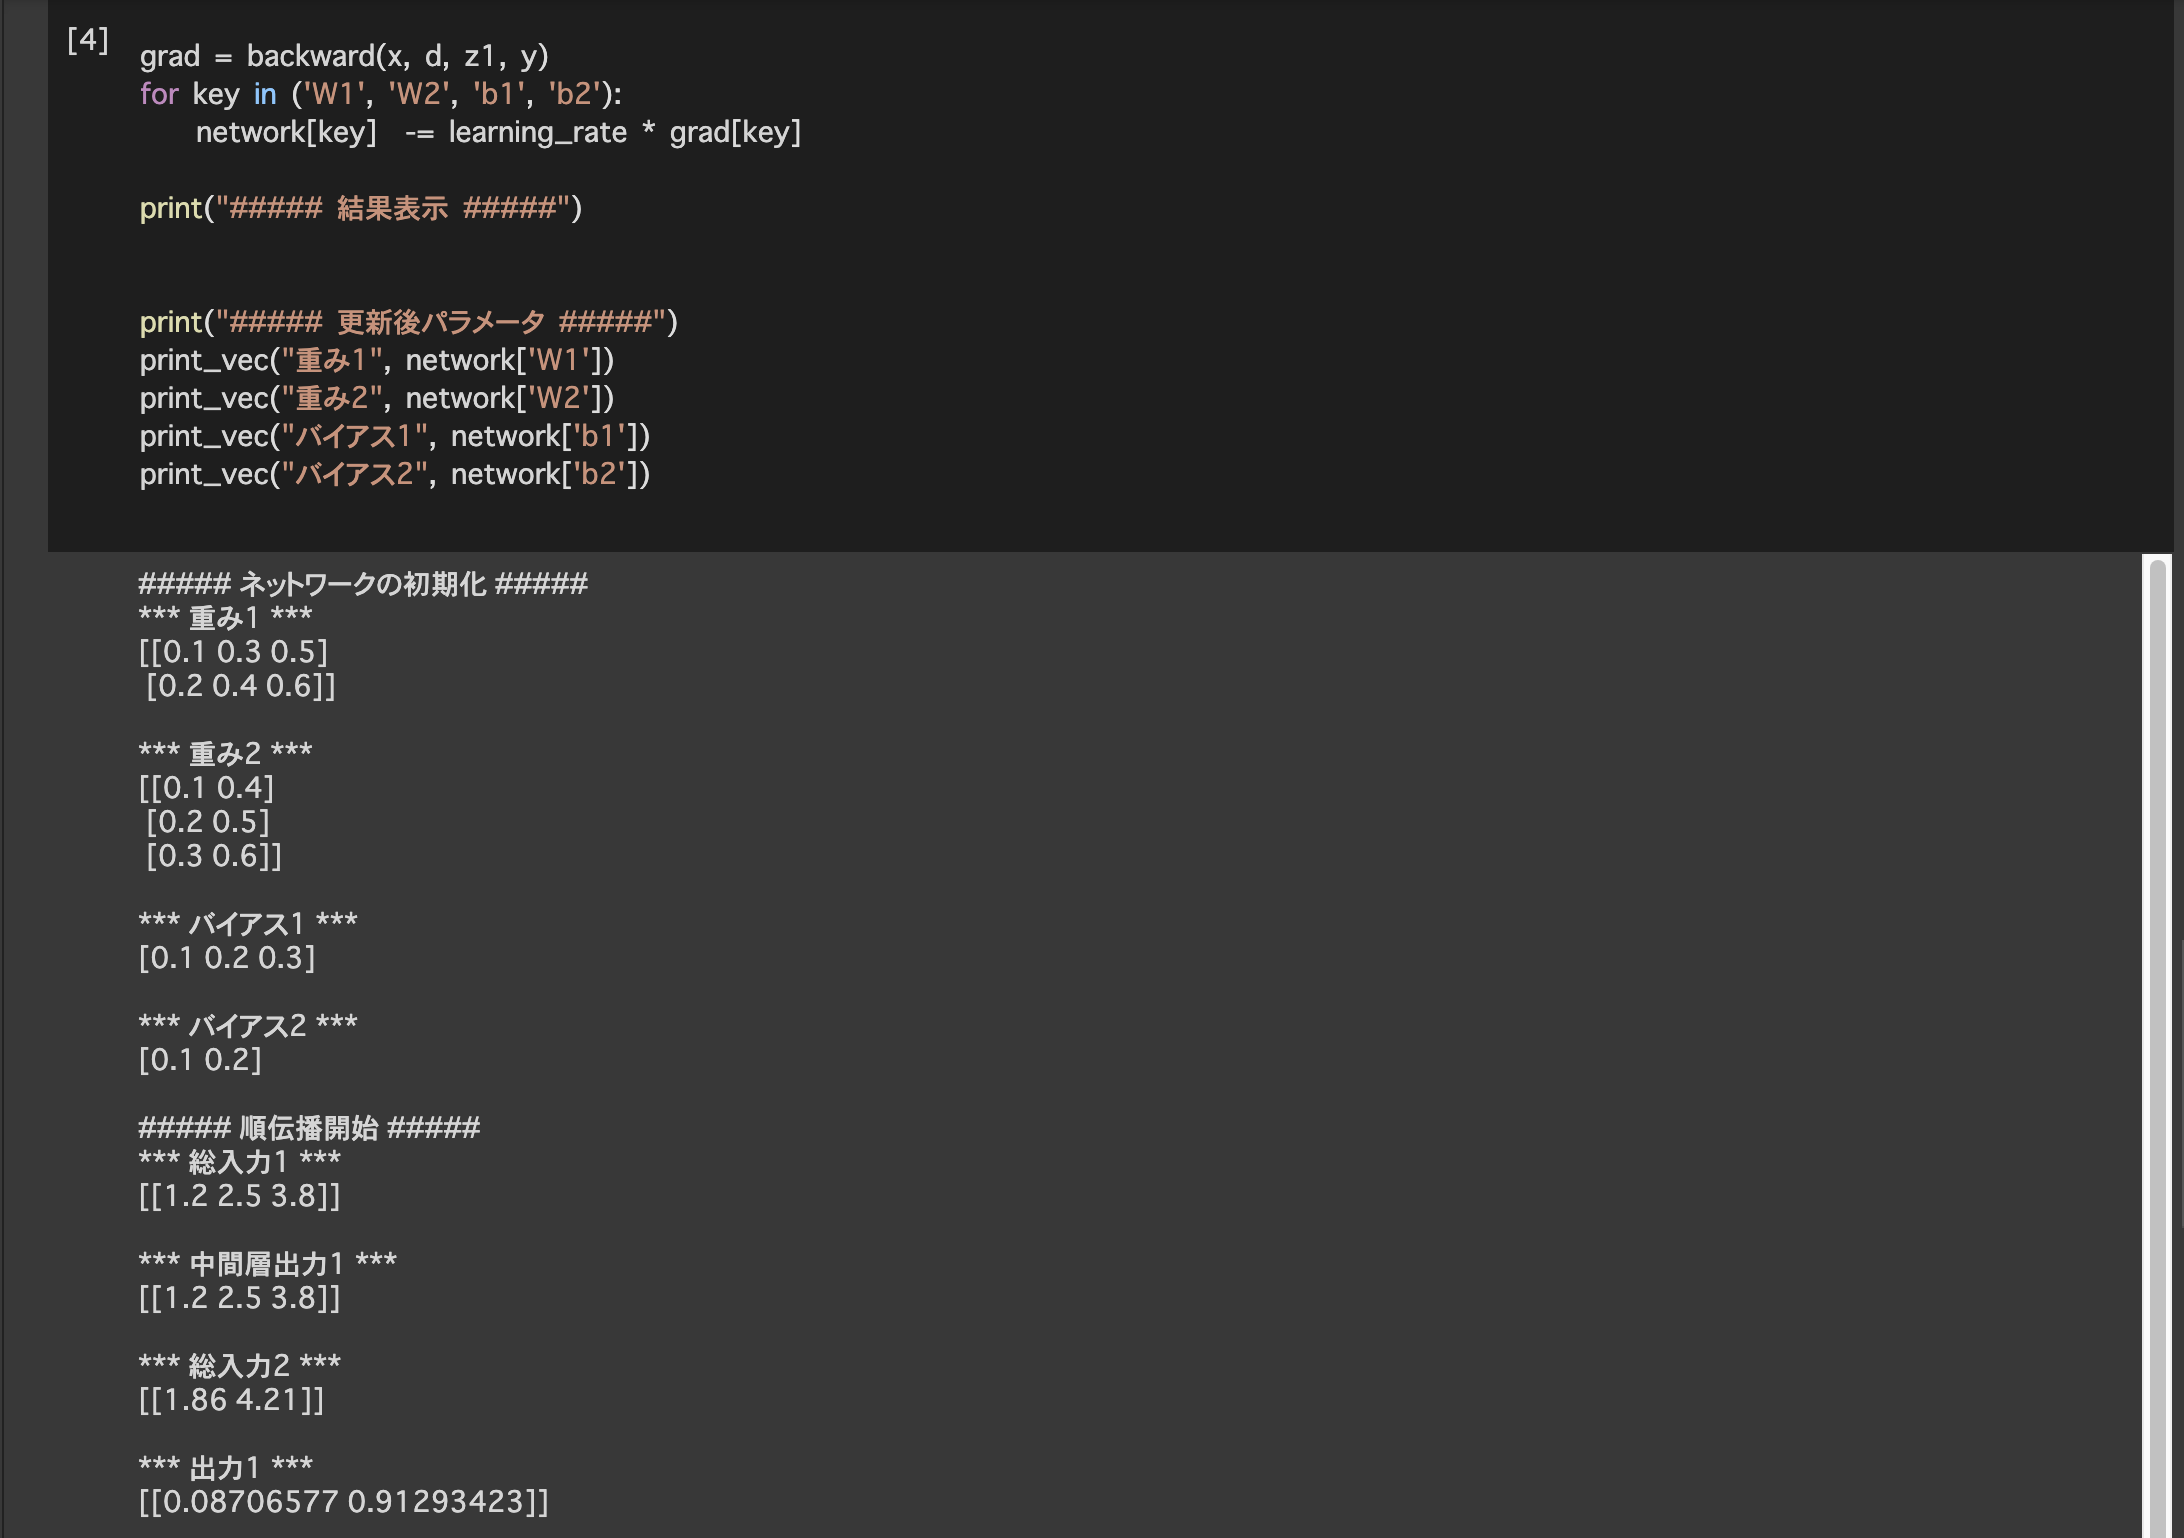 [4]
grad = backward(x, d, z1, y)
for key in ('W1', 'W2', 'b1', 'b2'):
    network[key]  -= learning_rate * grad[key]
print("##### 結果表示 #####")
print("##### 更新後パラメータ #####")
print_vec("重み1", network['W1'])
print_vec("重み2", network['W2'])
print_vec("バイアス1", network['b1'])
print_vec("バイアス2", network['b2'])
##### ネットワークの初期化 #####
*** 重み1 ***
[[0.1 0.3 0.5]
 [0.2 0.4 0.6]]
*** 重み2 ***
[[0.1 0.4]
 [0.2 0.5]
 [0.3 0.6]]
*** バイアス1 ***
[0.1 0.2 0.3]
*** バイアス2 ***
[0.1 0.2]
##### 順伝播開始 #####
*** 総入力1 ***
[[1.2 2.5 3.8]]
*** 中間層出力1 ***
[[1.2 2.5 3.8]]
*** 総入力2 ***
[[1.86 4.21]]
*** 出力1 ***
[[0.08706577 0.91293423]]